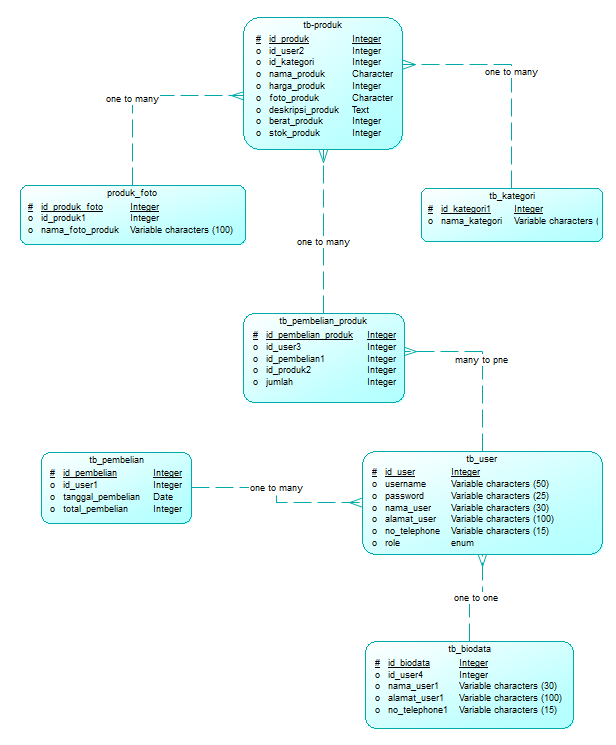 tb-produk
# id_produk Integer
o id_user2 Integer
o id_kategori Integer
o nama_produk Character
o harga_produk Integer
o foto_produk Character
o deskripsi_produk Text
o berat_produk Integer
o stok_produk Integer
one to many
one to many
produk_foto
# id_produk_foto Integer
o id_produk1 Integer
o nama_foto_produk Variable characters (100)
tb_kategori
# id_kategori1 Integer
o nama_kategori Variable characters (
one to many
tb_pembelian_produk
# id_pembelian_produk Integer
o id_user3 Integer
o id_pembelian1 Integer
o id_produk2 Integer
o jumlah Integer
many to pne
tb_pembelian
# id_pembelian Integer
o id_user1 Integer
o tanggal_pembelian Date
o total_pembelian Integer
one to many
tb_user
# id_user Integer
o username Variable characters (50)
o password Variable characters (25)
o nama_user Variable characters (30)
o alamat_user Variable characters (100)
o no_telephone Variable characters (15)
o role enum
one to one
tb_biodata
# id_biodata Integer
o id_user4 Integer
o nama_user1 Variable characters (30)
o alamat_user1 Variable characters (100)
o no_telephone1 Variable characters (15)